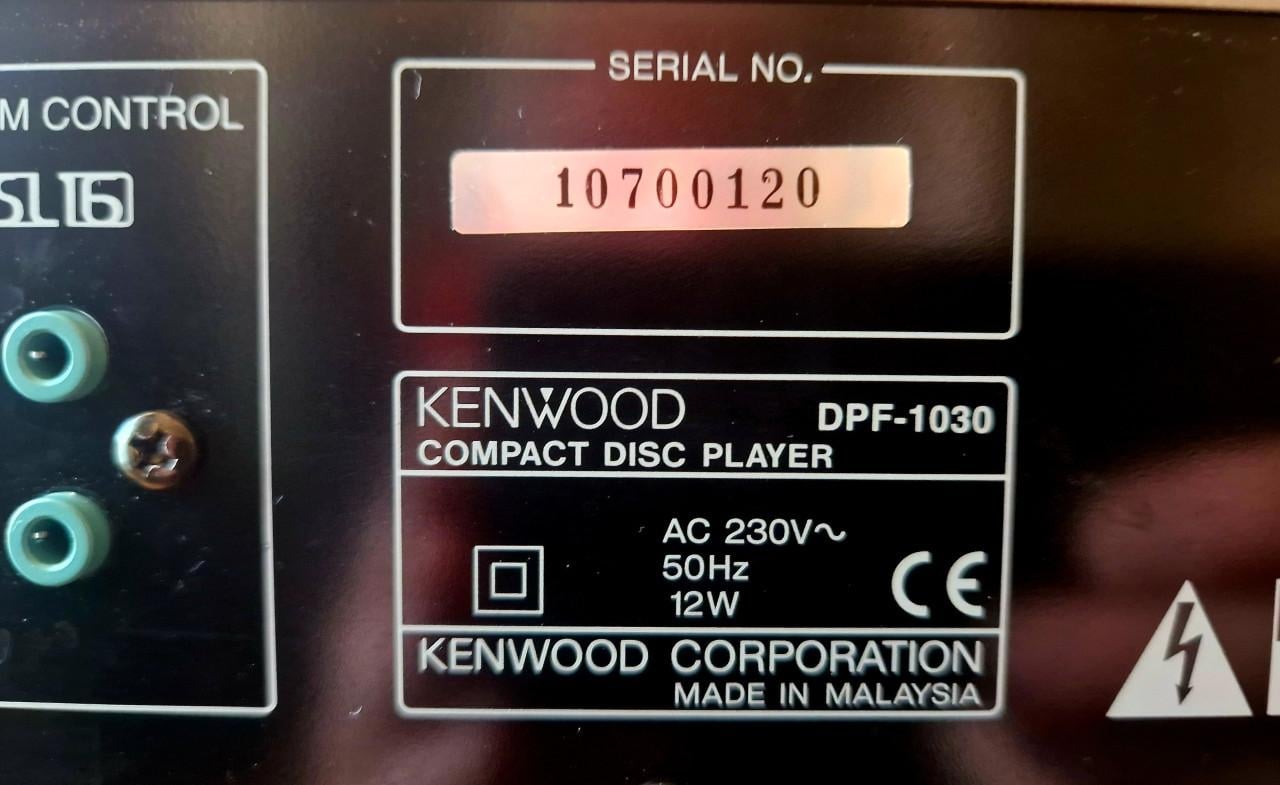 SERIAL NO.
10700120
M CONTROL
SL16
KENWOOD DPF-1030
COMPACT DISC PLAYER
AC 230V~
50Hz
12W
CE
KENWOOD CORPORATION
MADE IN MALAYSIA